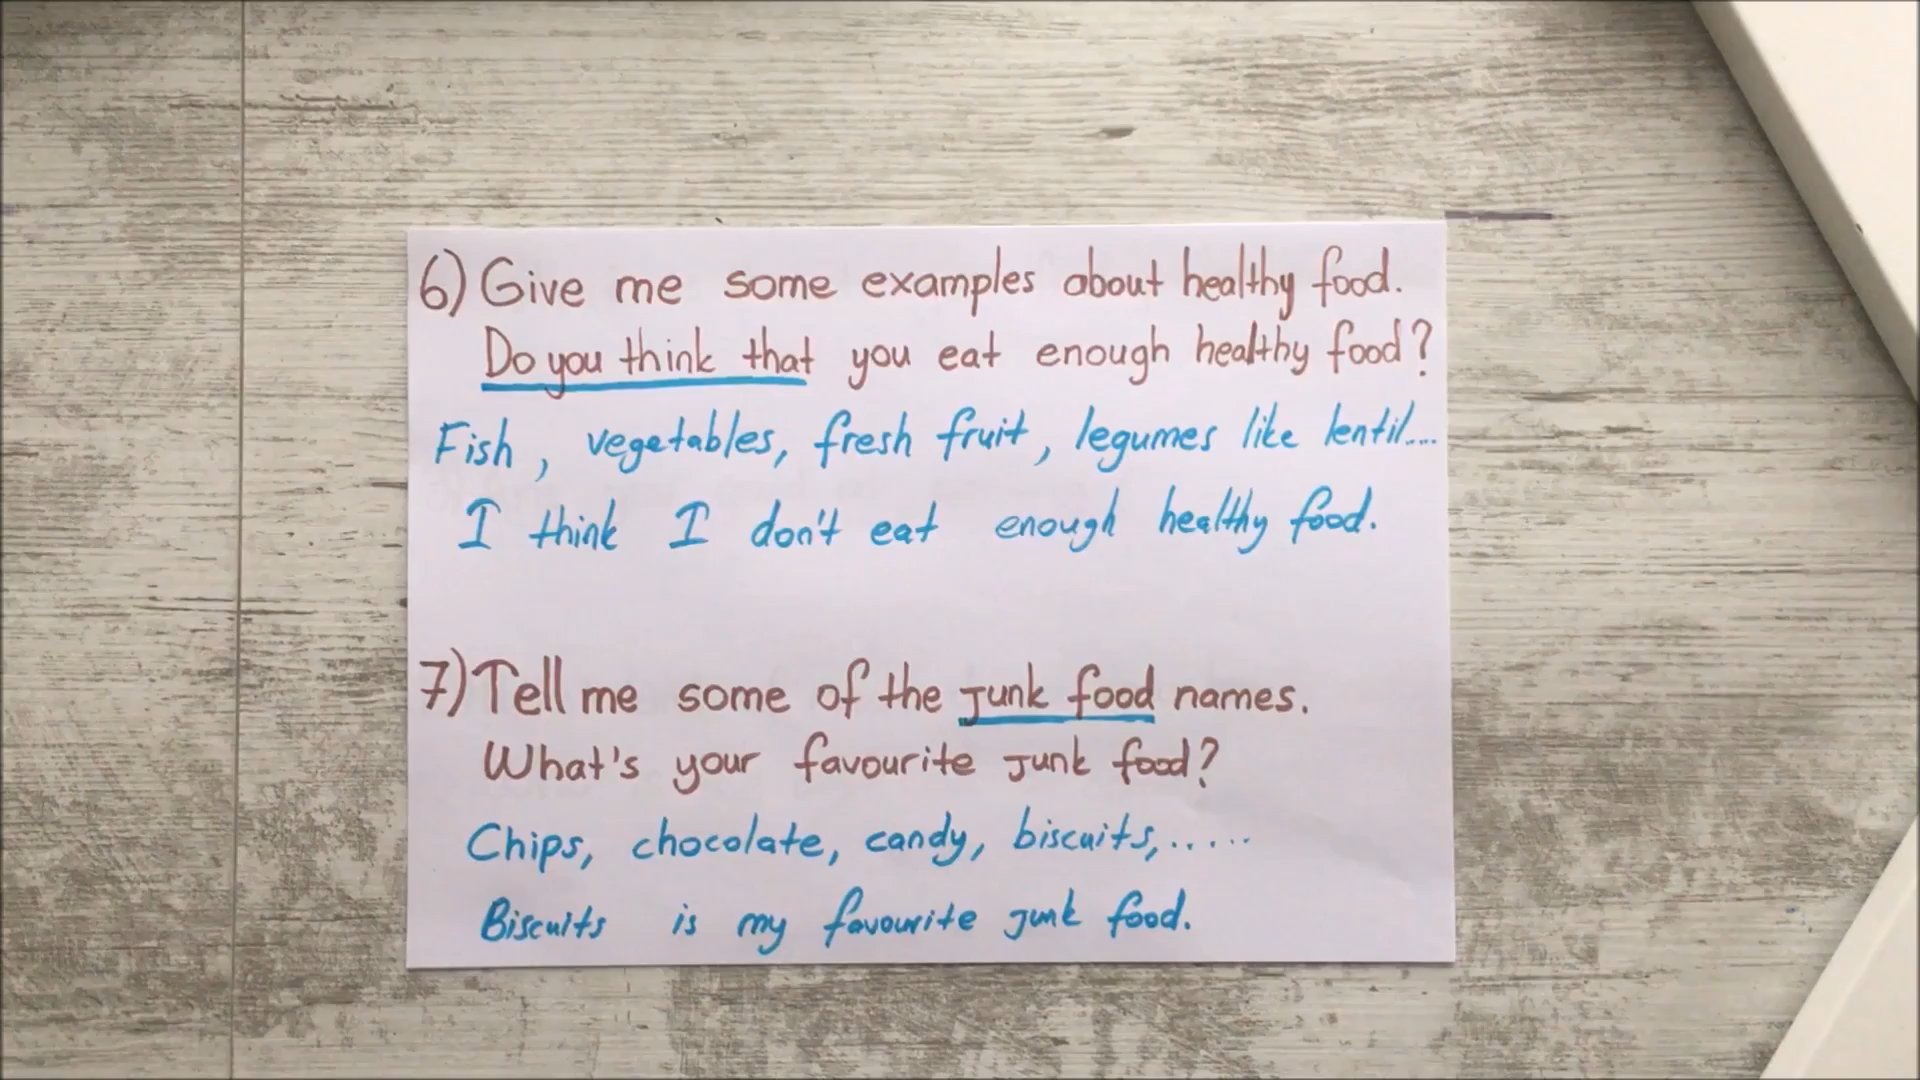 6) Give me some examples about healthy food.
Do you think that you eat enough healthy food?
Fish, vegetables, fresh fruit, legumes like lentil....
I think I don't eat enough healthy food.
7) Tell me some of the junk food names.
What's your favourite junk food?
Chips, chocolate, candy, biscuits,.....
Biscuits is my favourite junk food.